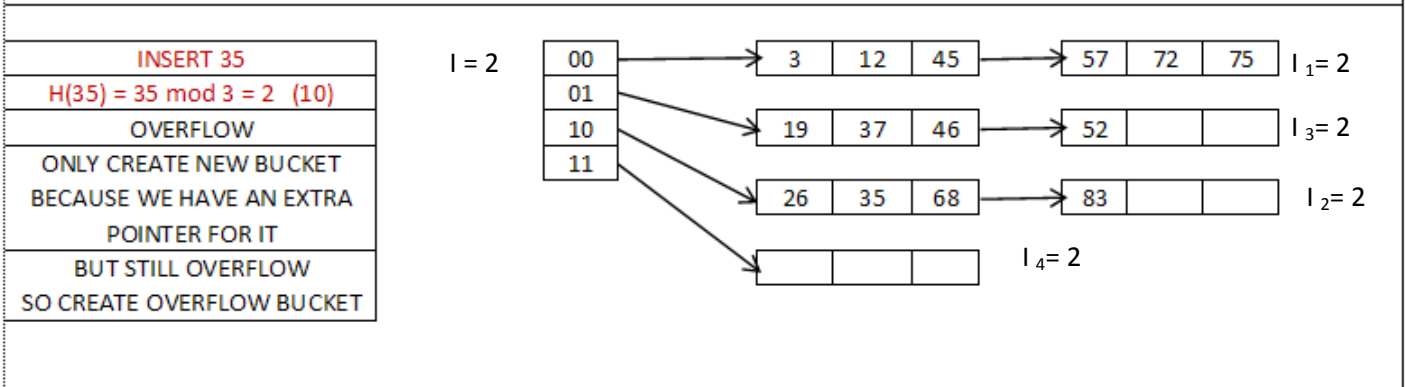 INSERT 35
H(35) = 35 mod 3 = 2 (10)
OVERFLOW
ONLY CREATE NEW BUCKET
BECAUSE WE HAVE AN EXTRA
POINTER FOR IT
BUT STILL OVERFLOW
SO CREATE OVERFLOW BUCKET
I = 2
00
01
10
11
3 12 45 57 72 75 I 1= 2
19 37 46 52 I 3= 2
26 35 68 83 I 2= 2
I 4= 2